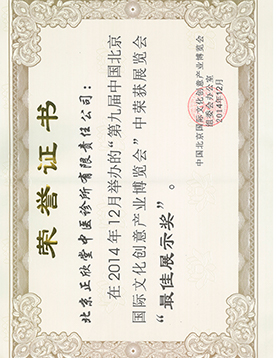 荣誉证书
北京正欣堂中医诊所有限责任公司：
在2014年12月举办的“第九届中国北京
国际文化创意产业博览会”中荣获展览会
“最佳展示奖”。
中国北京国际文化创意产业博览会
组委会办公室
2014年12月